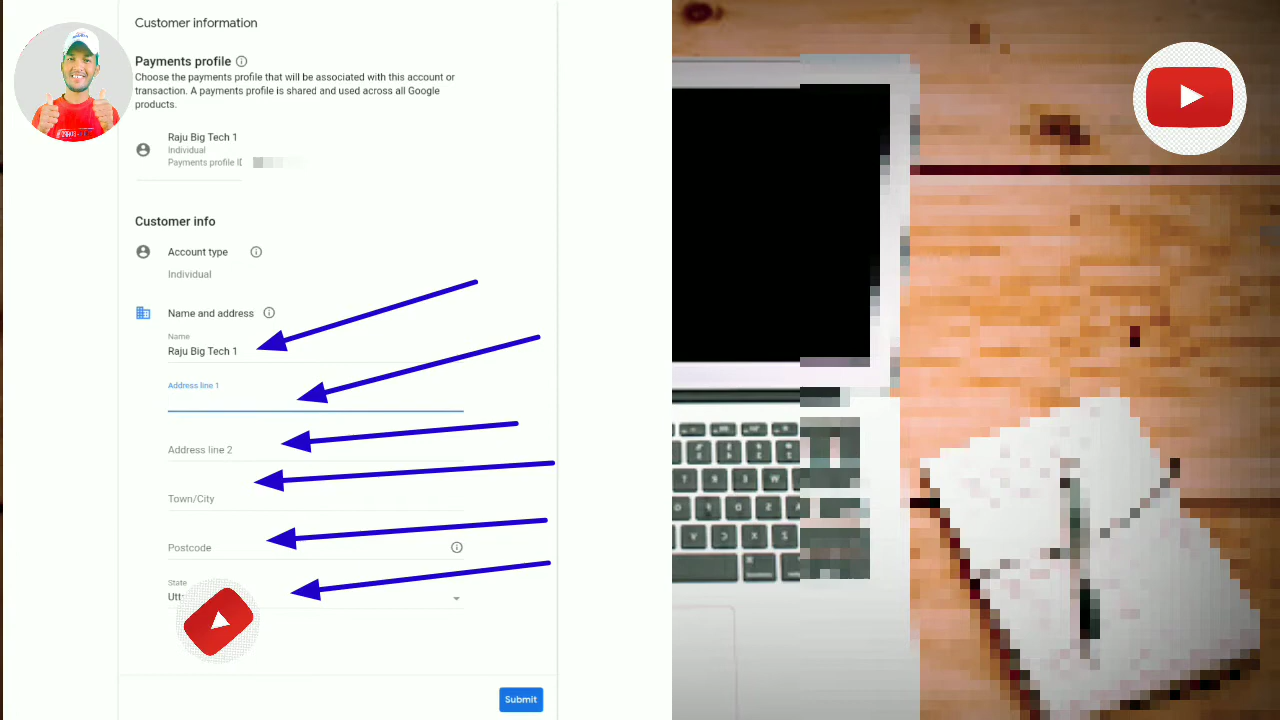 Customer information
Payments profile
Choose the payments profile that will be associated with this account or
transaction. A payments profile is shared and used across all Google
products.
Raju Big Tech 1
Individual
Payments profile ID
Customer info
Account type
Individual
Name and address
Name
Raju Big Tech 1
Address line 1
Address line 2
Town/City
Postcode
State
Submit